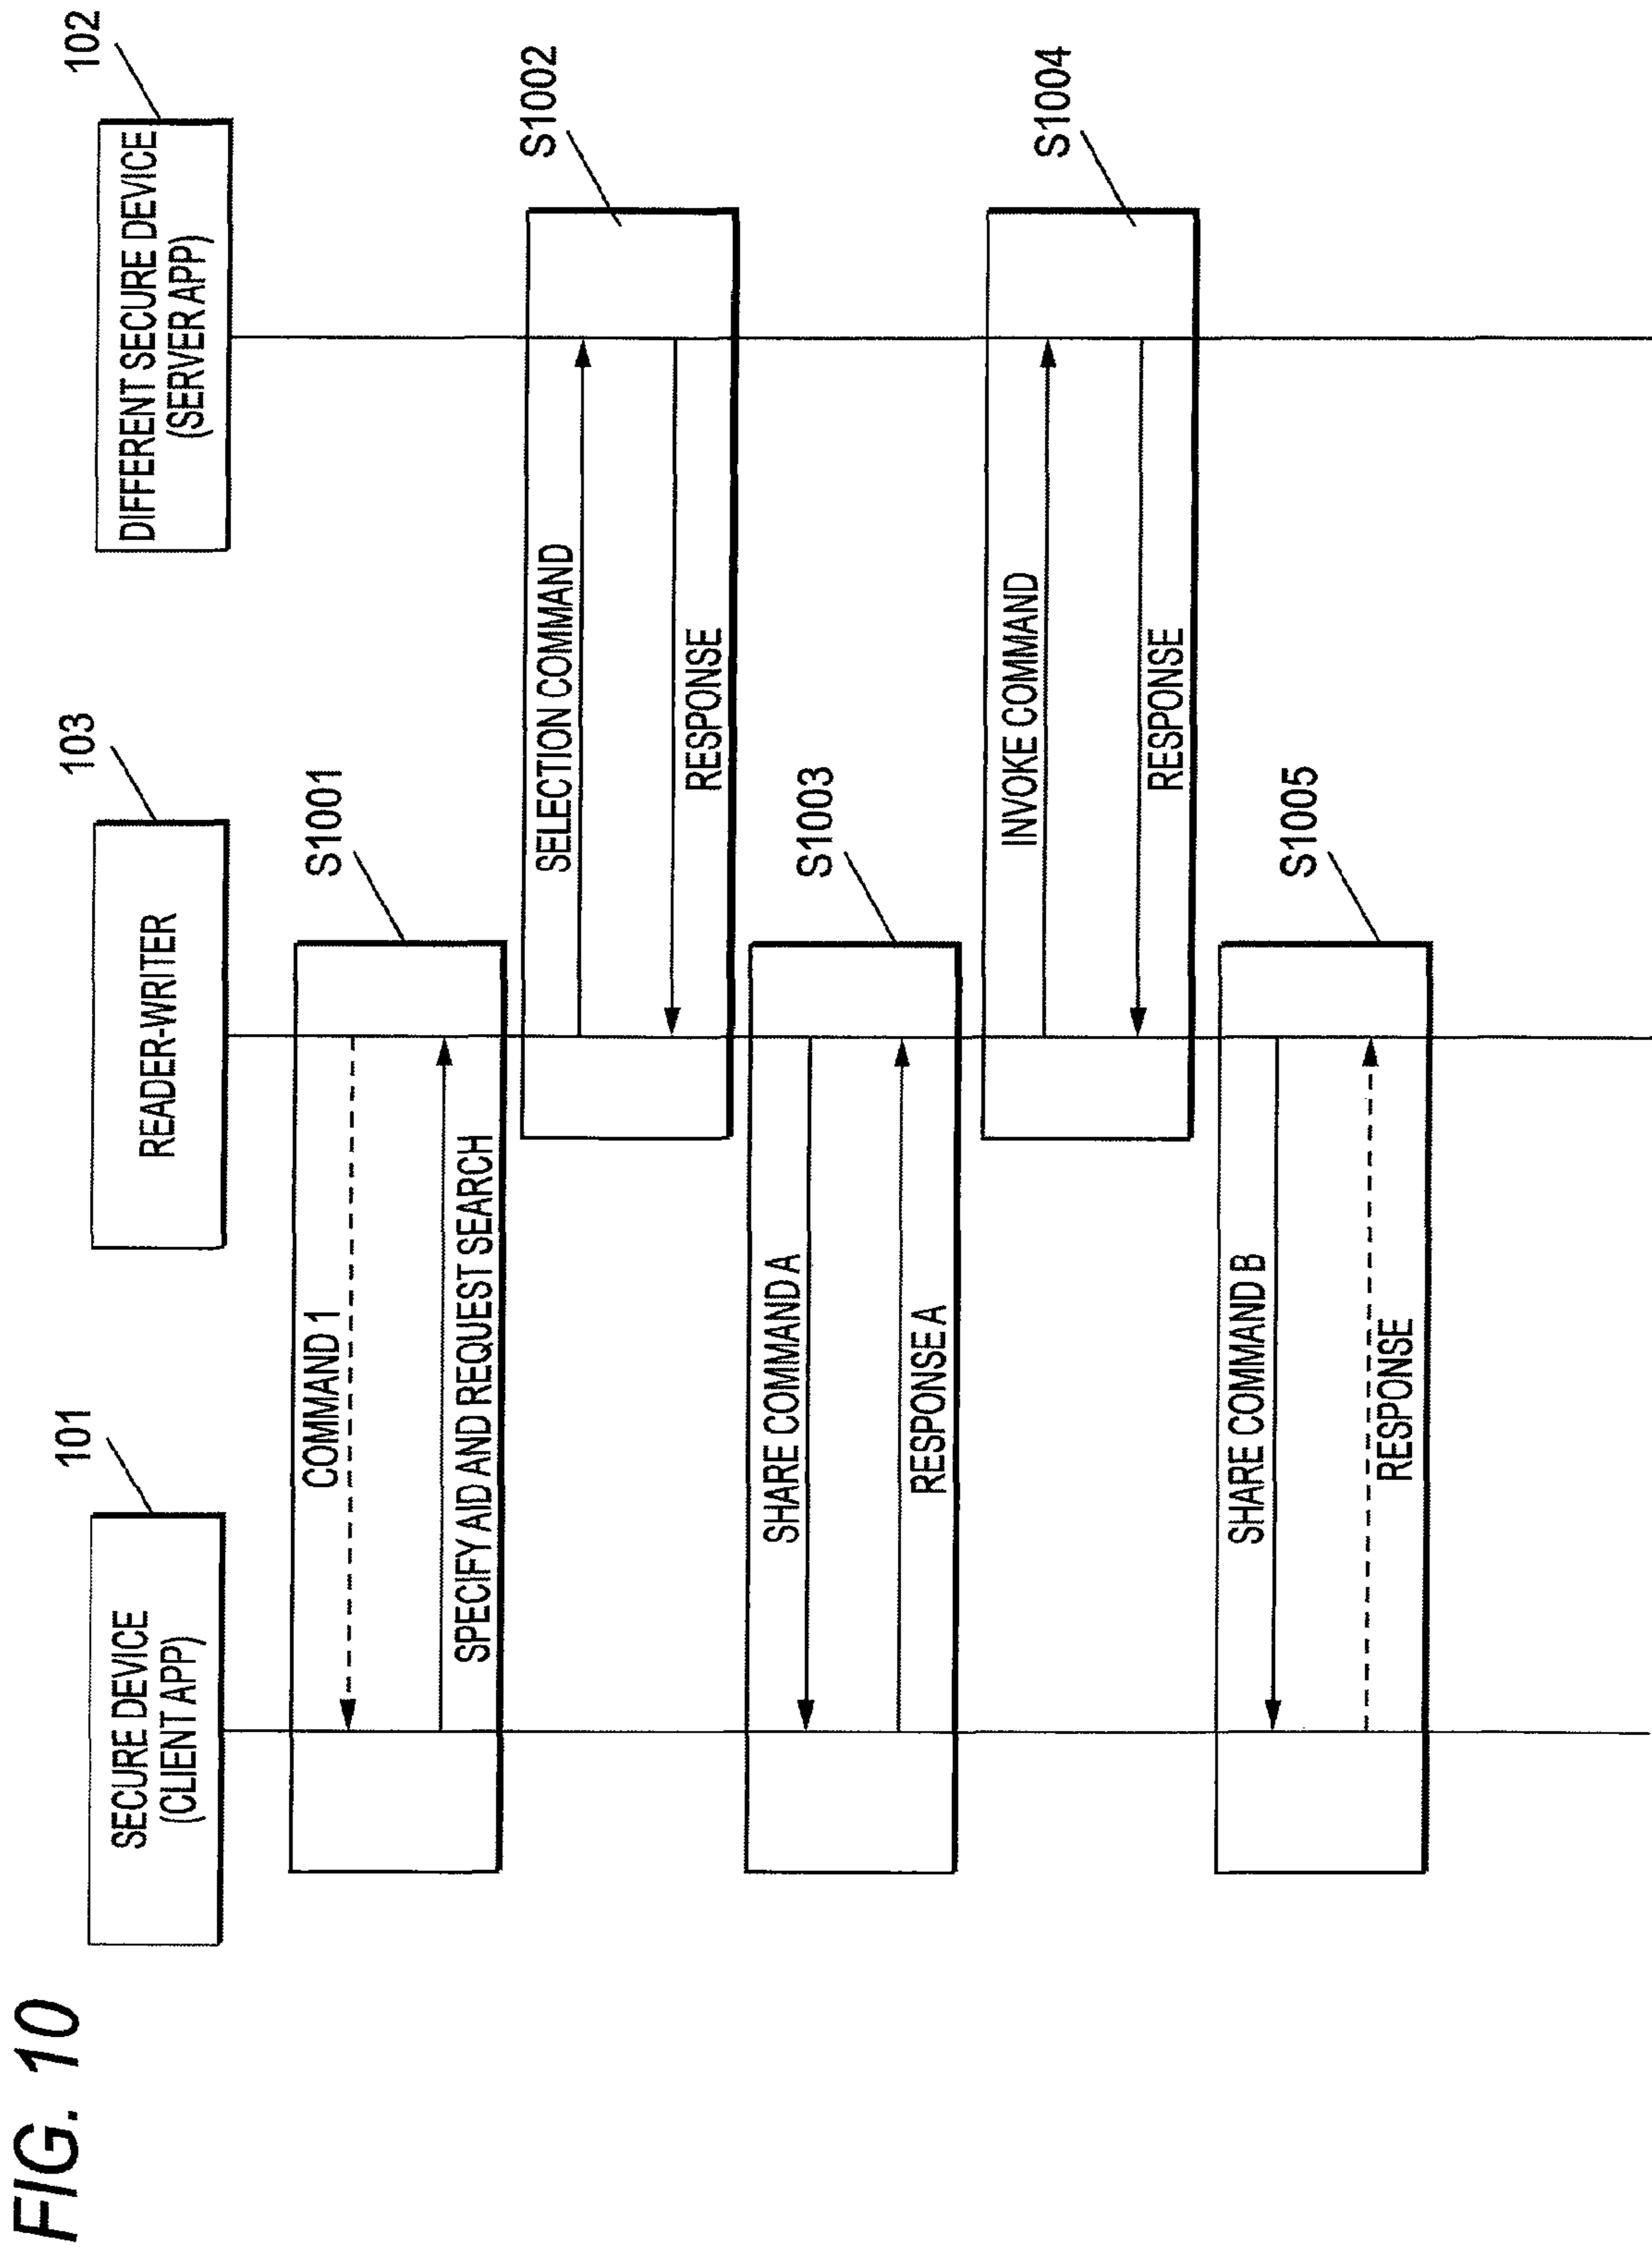 FIG. 10
101
SECURE DEVICE
(CLIENT APP)
103
READER-WRITER
102
DIFFERENT SECURE DEVICE
(SERVER APP)
S1001
COMMAND 1
SPECIFY AID AND REQUEST SEARCH
S1002
SELECTION COMMAND
RESPONSE
S1003
SHARE COMMAND A
RESPONSE A
S1004
INVOKE COMMAND
RESPONSE
S1005
SHARE COMMAND B
RESPONSE